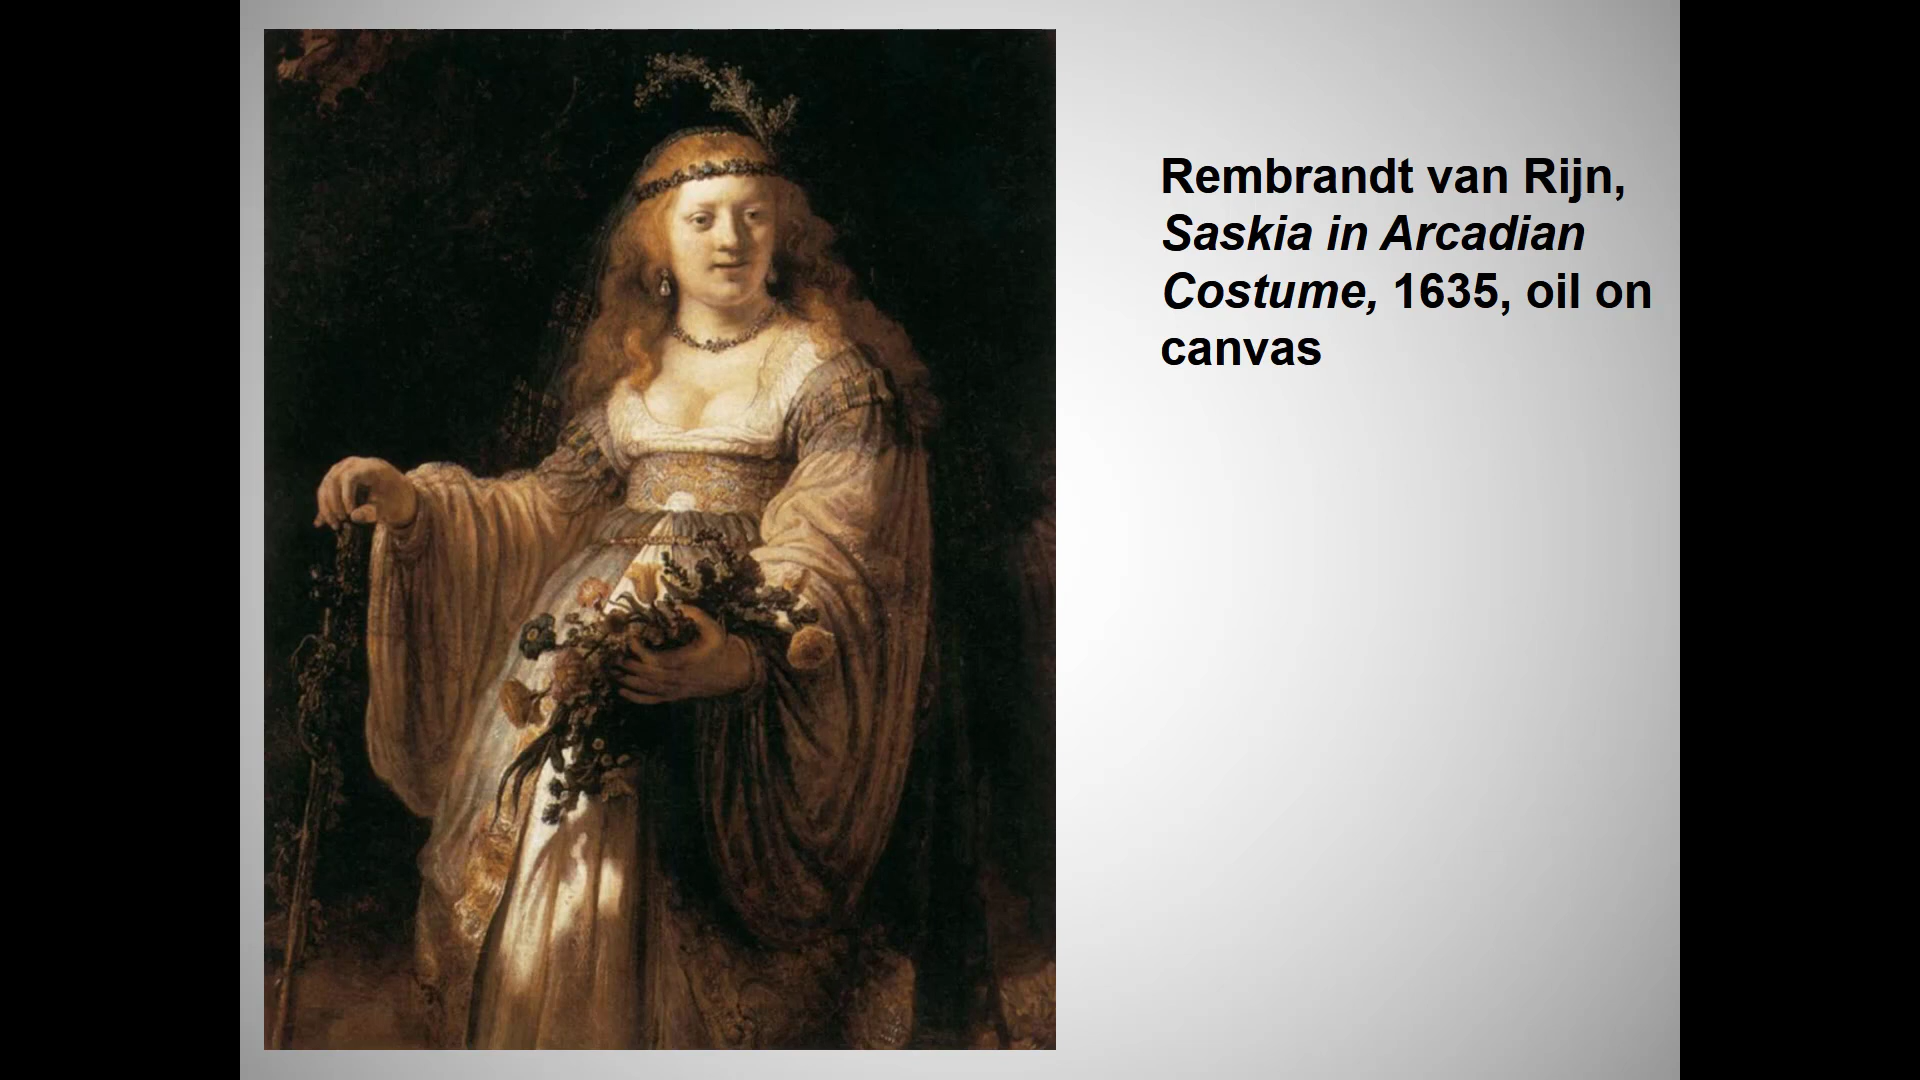 Rembrandt van Rijn,
Saskia in Arcadian
Costume, 1635, oil on
canvas